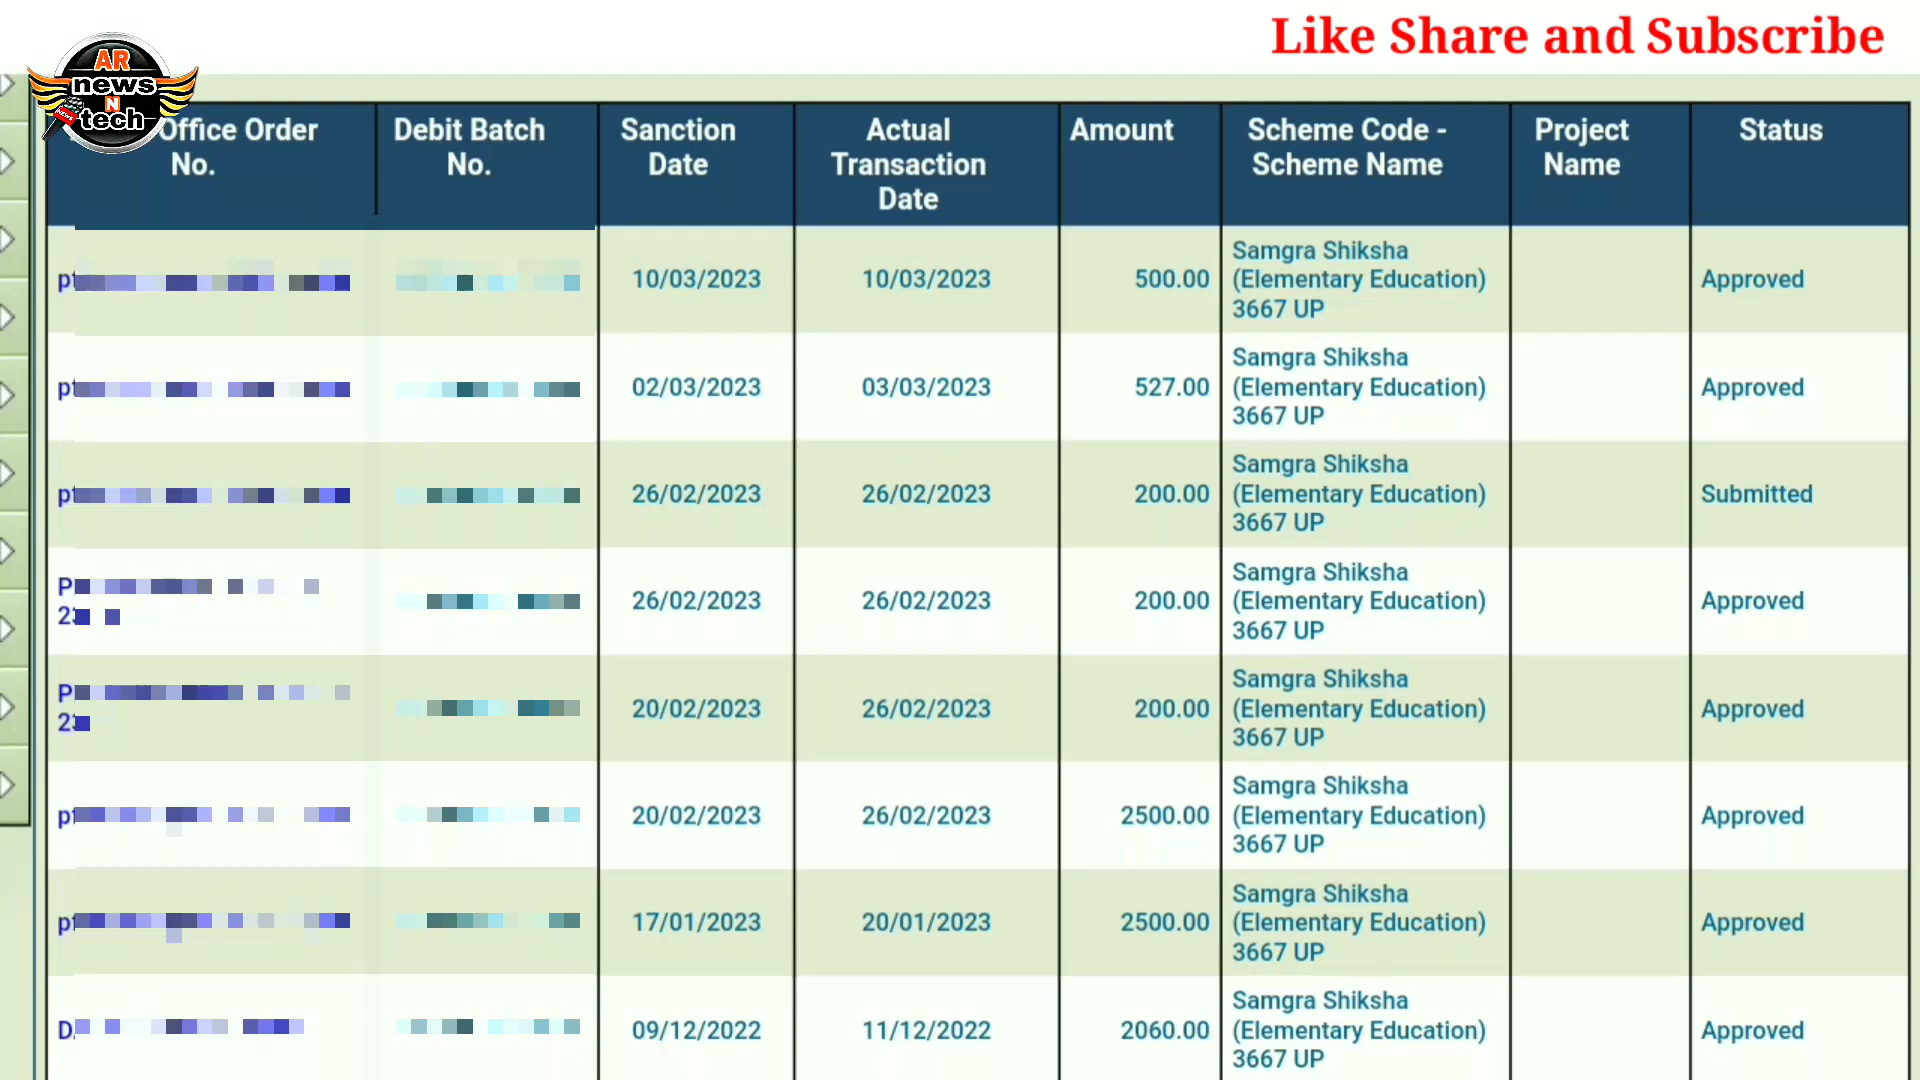 Like Share and Subscribe
AR
news
N
tech
NEWS
Office Order
No.
Debit Batch
No.
Sanction
Date
Actual
Transaction
Date
Amount
Scheme Code -
Scheme Name
Project
Name
Status
10/03/2023 10/03/2023 500.00
Samgra Shiksha
(Elementary Education)
3667 UP
Approved
02/03/2023 03/03/2023 527.00
Samgra Shiksha
(Elementary Education)
3667 UP
Approved
26/02/2023 26/02/2023 200.00
Samgra Shiksha
(Elementary Education)
3667 UP
Submitted
26/02/2023 26/02/2023 200.00
Samgra Shiksha
(Elementary Education)
3667 UP
Approved
20/02/2023 26/02/2023 200.00
Samgra Shiksha
(Elementary Education)
3667 UP
Approved
20/02/2023 26/02/2023 2500.00
Samgra Shiksha
(Elementary Education)
3667 UP
Approved
17/01/2023 20/01/2023 2500.00
Samgra Shiksha
(Elementary Education)
3667 UP
Approved
09/12/2022 11/12/2022 2060.00
Samgra Shiksha
(Elementary Education)
3667 UP
Approved